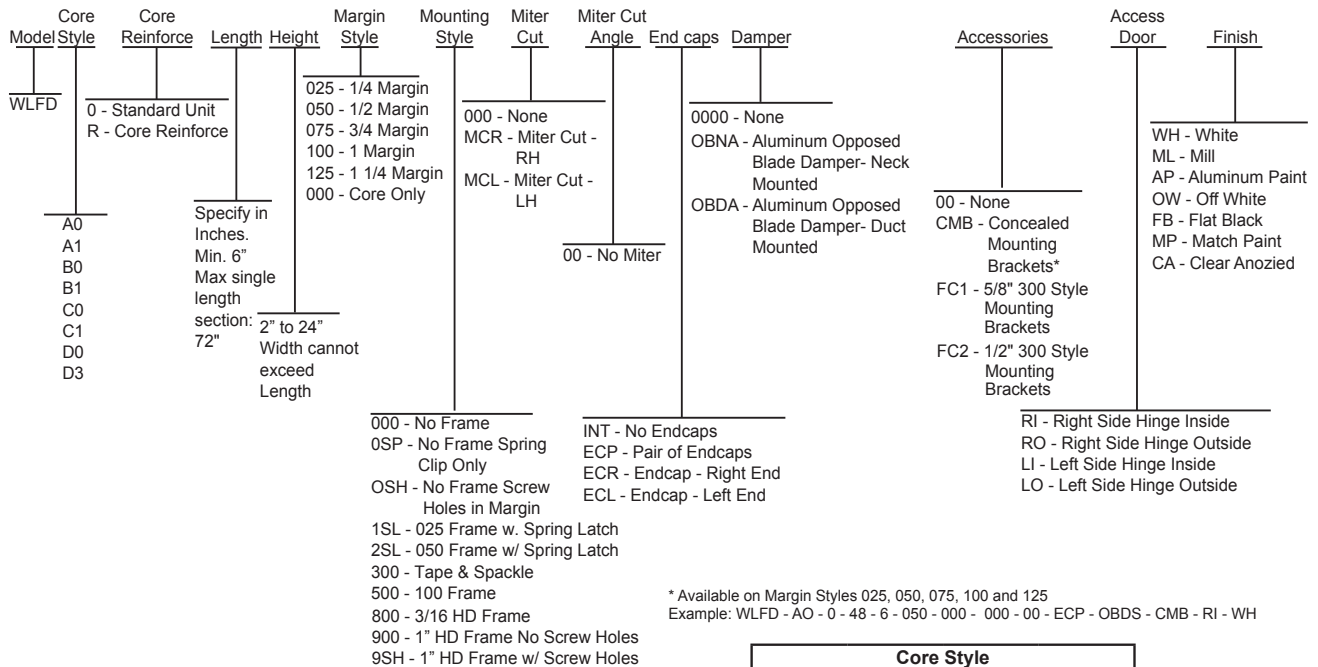 Model
Core
Style
Core
Reinforce
Length
Height
Margin
Style
Mounting
Style
Miter
Cut
Miter Cut
Angle
End caps
Damper
Accessories
Access
Door
Finish
WLFD
A0
A1
B0
B1
C0
C1
D0
D3
0 - Standard Unit
R - Core Reinforce
Specify in
Inches.
Min. 6”
Max single
length
section:
72"
2” to 24”
Width cannot
exceed
Length
025 - 1/4 Margin
050 - 1/2 Margin
075 - 3/4 Margin
100 - 1 Margin
125 - 1 1/4 Margin
000 - Core Only
000 - No Frame
0SP - No Frame Spring
Clip Only
OSH - No Frame Screw
Holes in Margin
1SL - 025 Frame w. Spring Latch
2SL - 050 Frame w/ Spring Latch
300 - Tape & Spackle
500 - 100 Frame
800 - 3/16 HD Frame
900 - 1” HD Frame No Screw Holes
9SH - 1” HD Frame w/ Screw Holes
000 - None
MCR - Miter Cut -
RH
MCL - Miter Cut -
LH
00 - No Miter
INT - No Endcaps
ECP - Pair of Endcaps
ECR - Endcap - Right End
ECL - Endcap - Left End
0000 - None
OBNA - Aluminum Opposed
Blade Damper- Neck
Mounted
OBDA - Aluminum Opposed
Blade Damper- Duct
Mounted
00 - None
CMB - Concealed
Mounting
Brackets*
FC1 - 5/8" 300 Style
Mounting
Brackets
FC2 - 1/2" 300 Style
Mounting
Brackets
RI - Right Side Hinge Inside
RO - Right Side Hinge Outside
LI - Left Side Hinge Inside
LO - Left Side Hinge Outside
WH - White
ML - Mill
AP - Aluminum Paint
OW - Off White
FB - Flat Black
MP - Match Paint
CA - Clear Anozied
* Available on Margin Styles 025, 050, 075, 100 and 125
Example: WLFD - AO - 0 - 48 - 6 - 050 - 000 - 000 - 00 - ECP - OBDS - CMB - RI - WH
Core Style